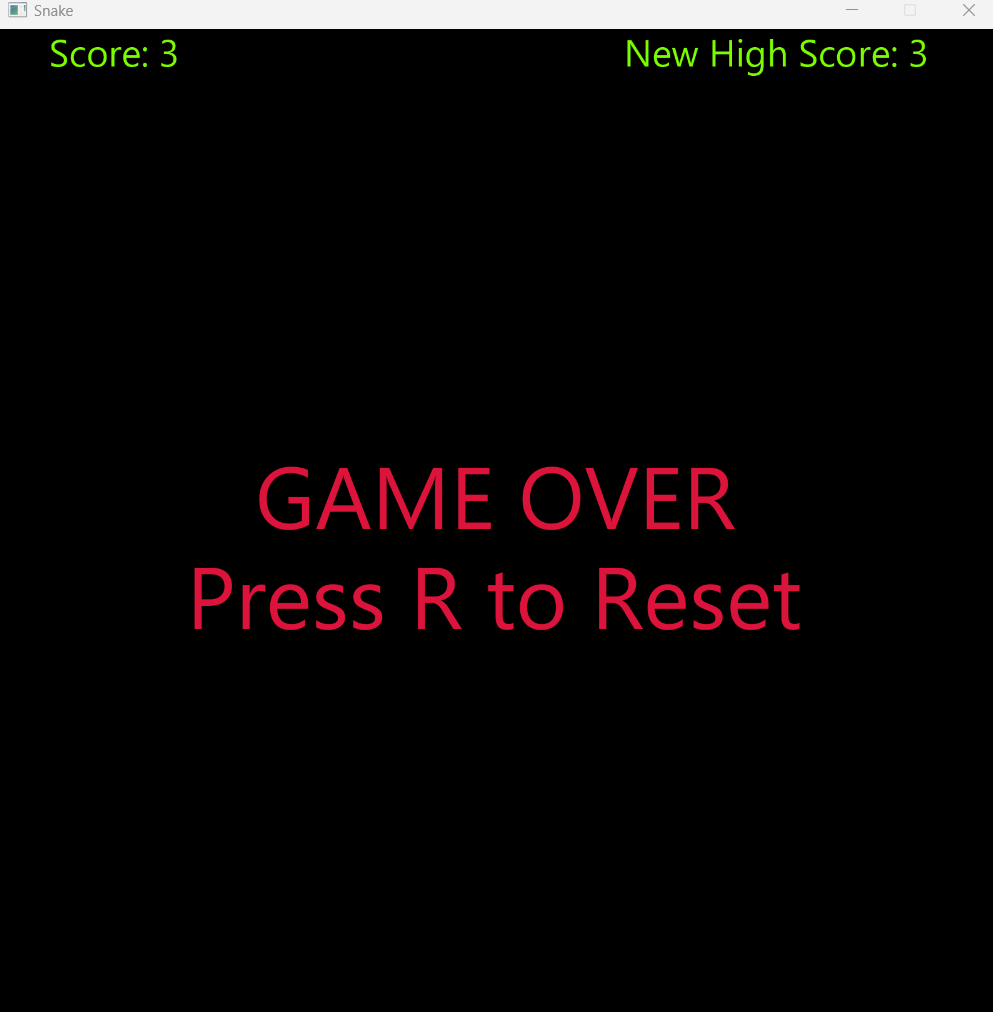 Snake
Score: 3
New High Score: 3
GAME OVER
Press R to Reset